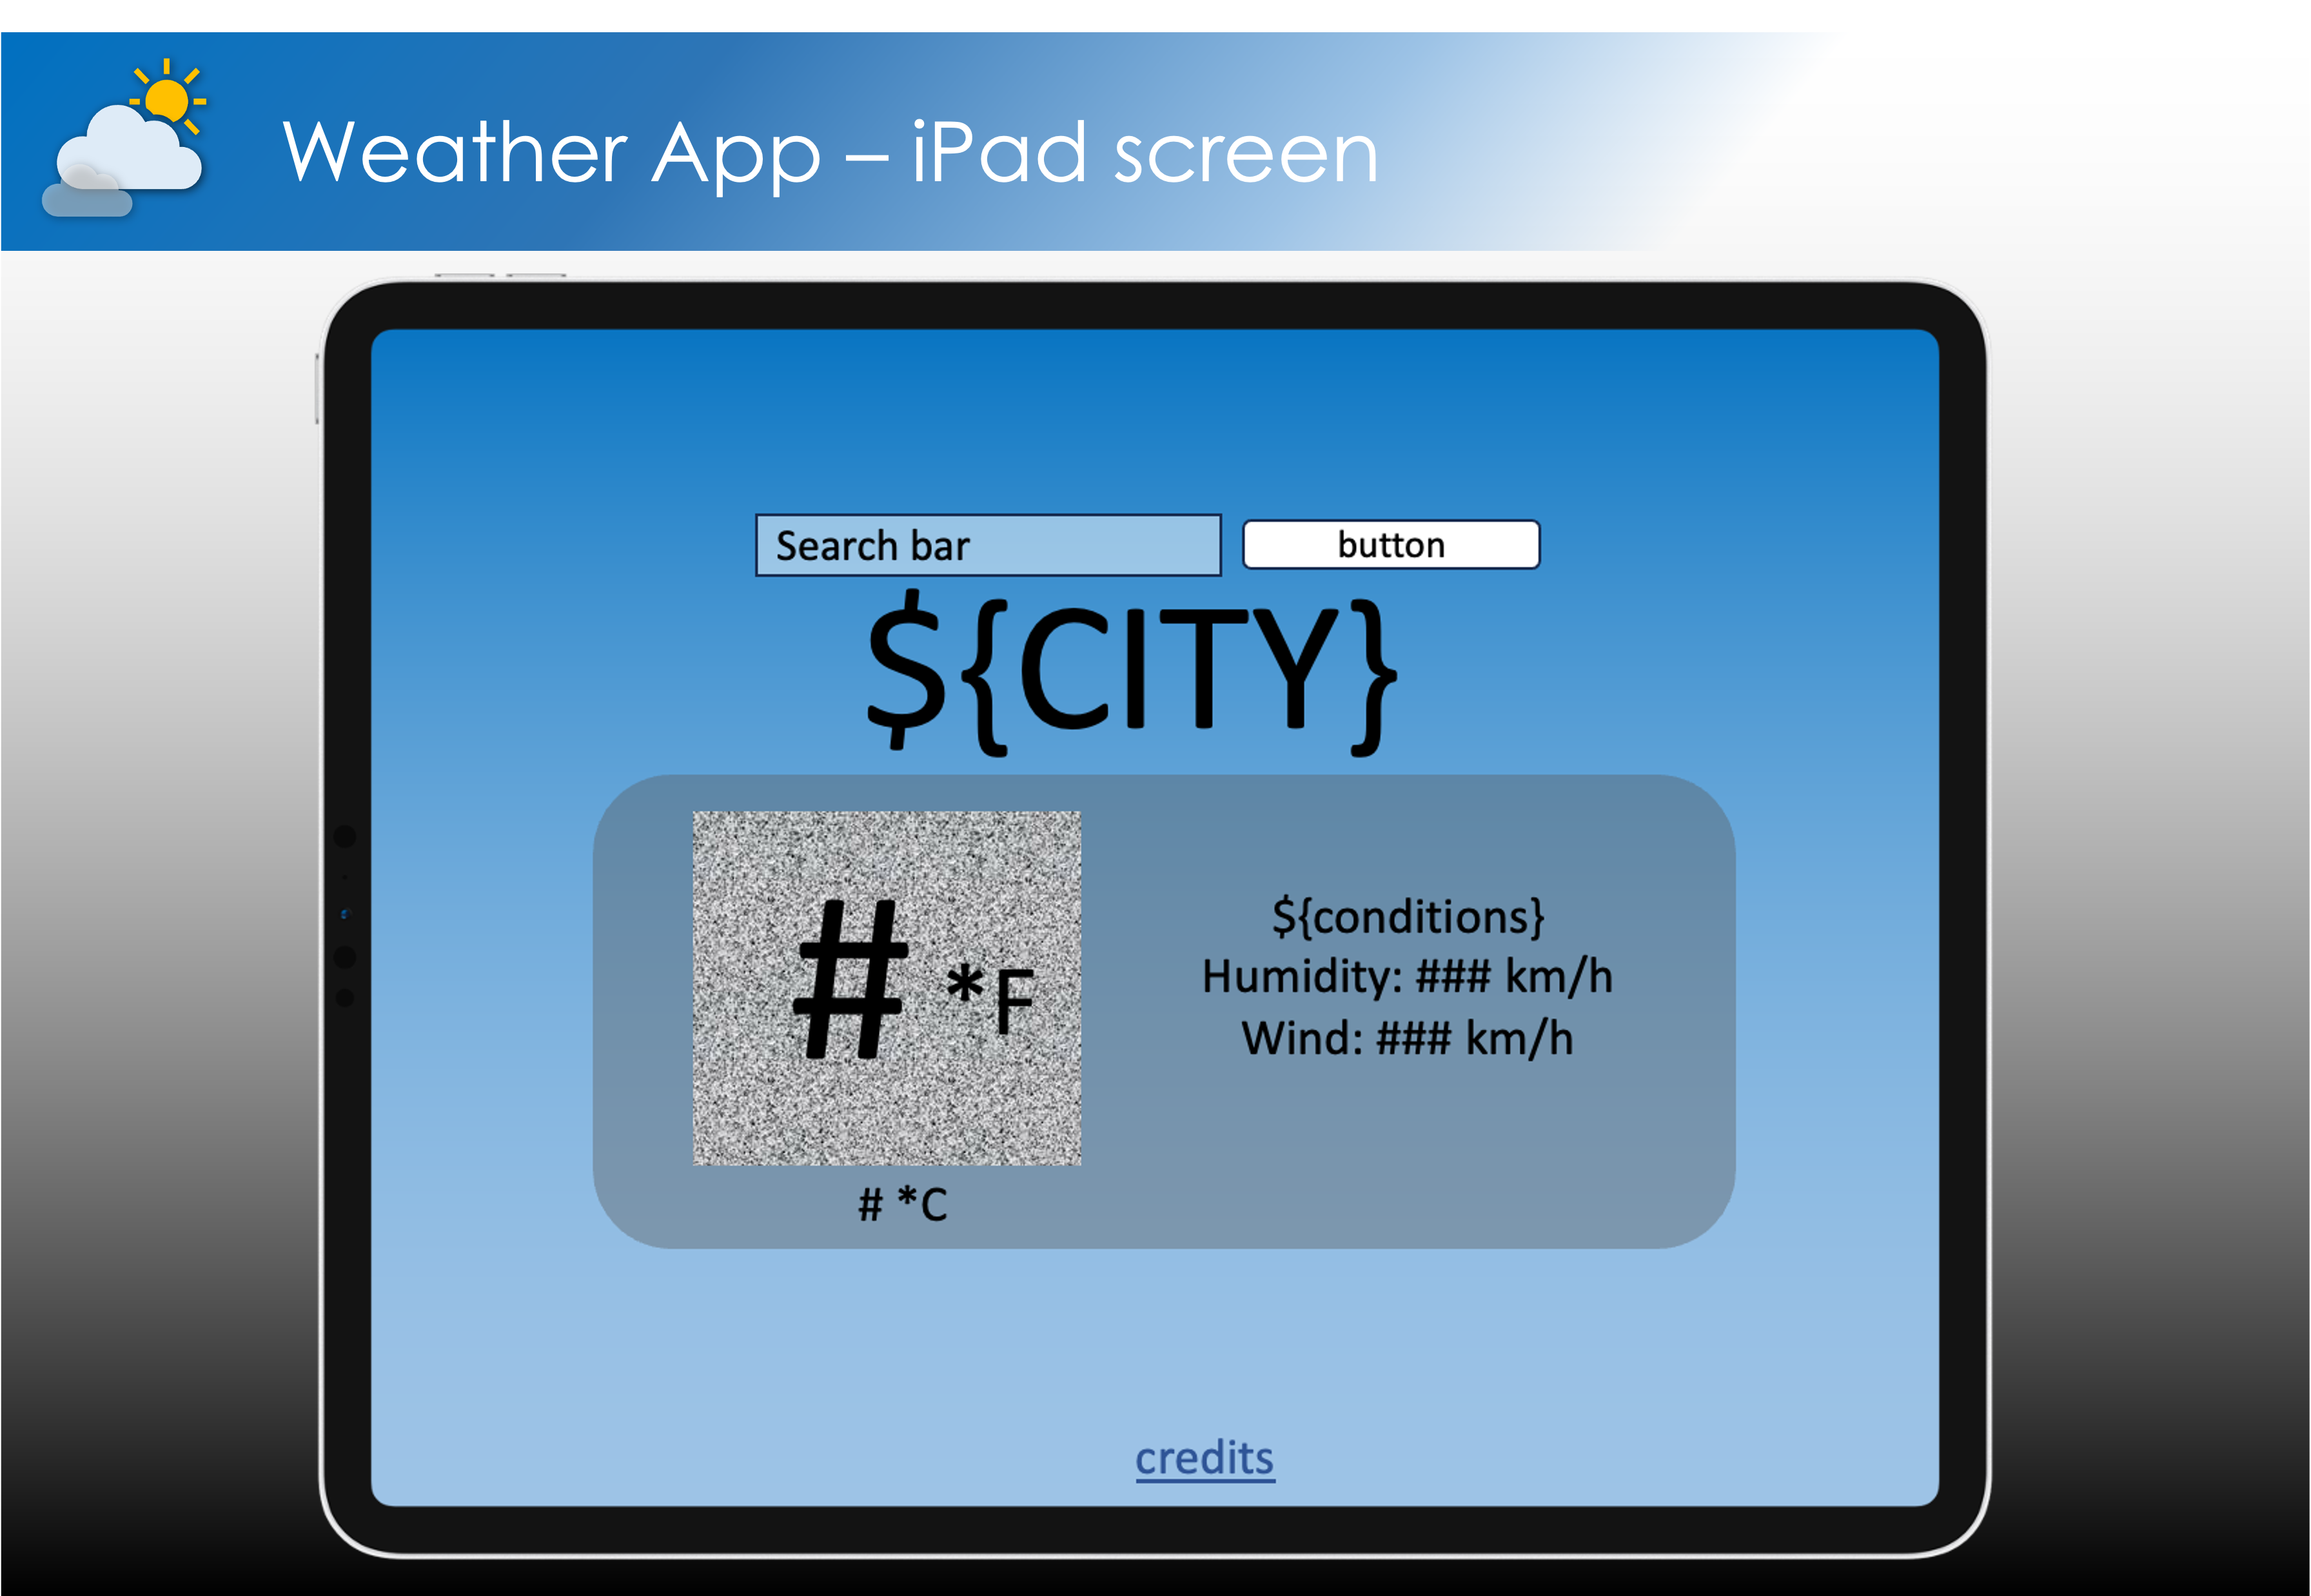 Weather App – iPad screen
Search bar
button
${CITY}
# *F
# *C
${conditions}
Humidity: ### km/h
Wind: ### km/h
credits